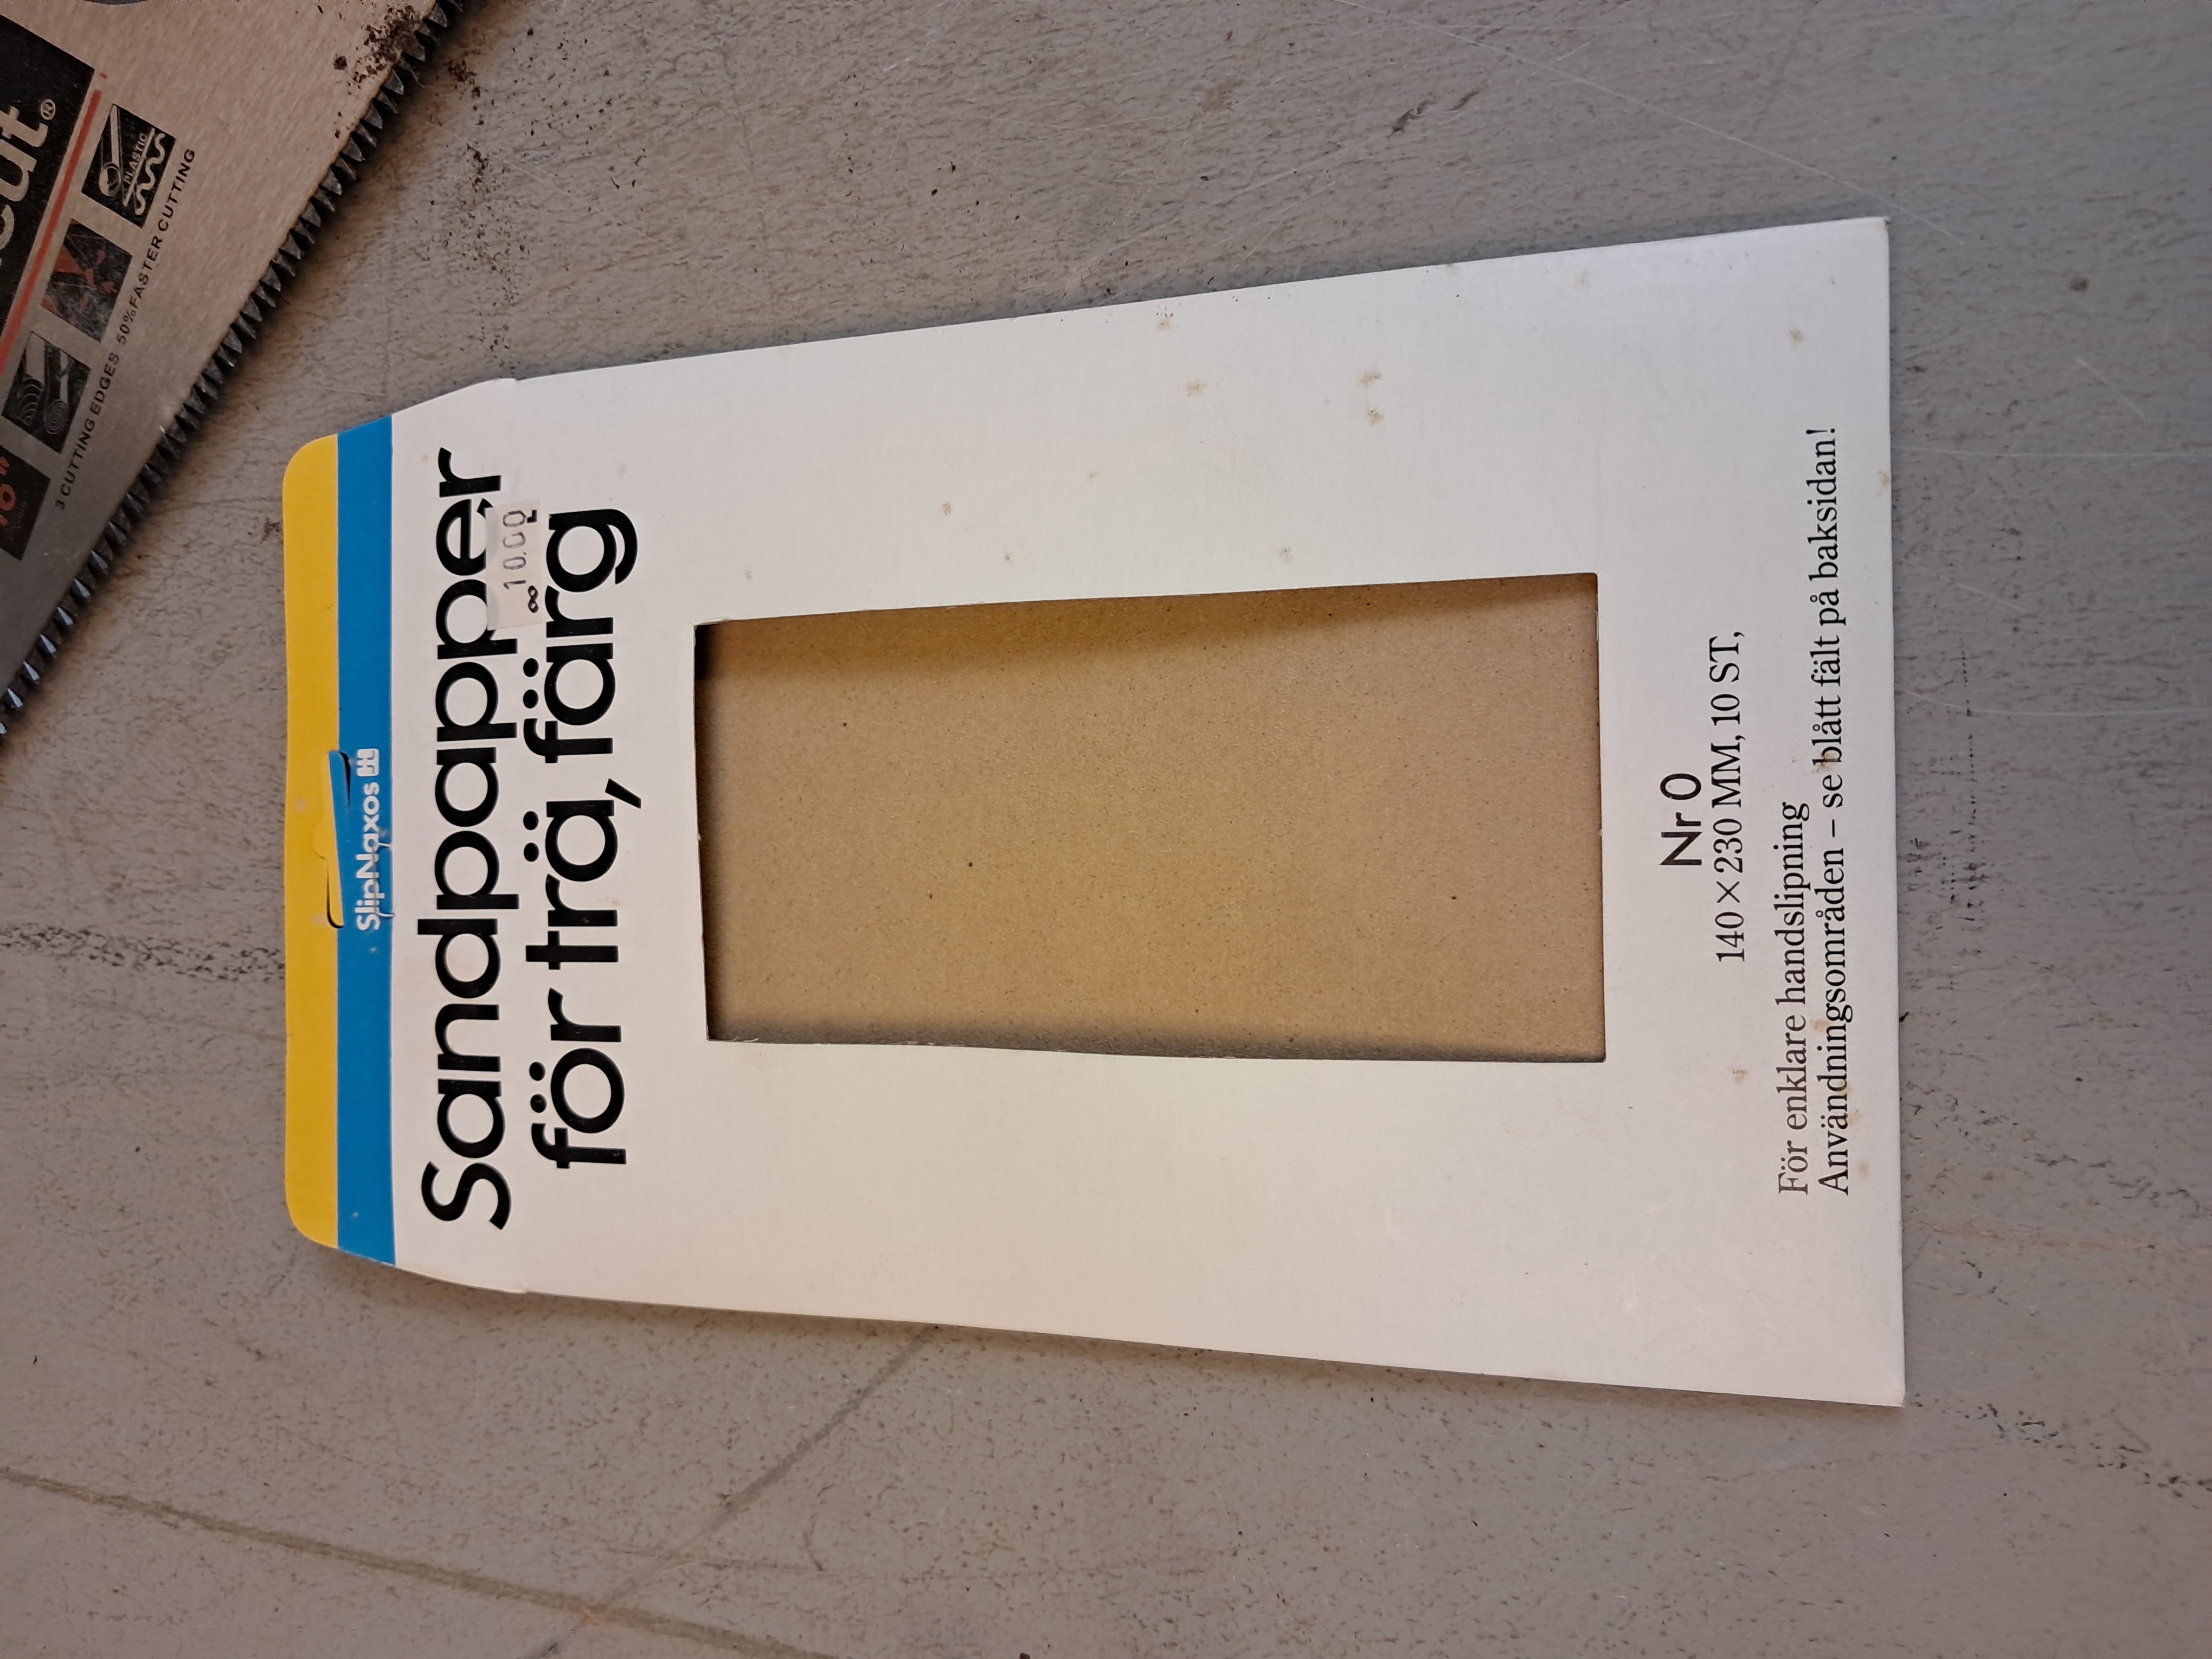 SlipNaxos
Sandpapper
för trä, färg
10.00
Nr 0
140×230 MM, 10 ST,
För enklare handslipning
Användningsområden – se blått fält på baksidan!
cut®
PLASTIC
3 CUTTING EDGES 50% FASTER CUTTING